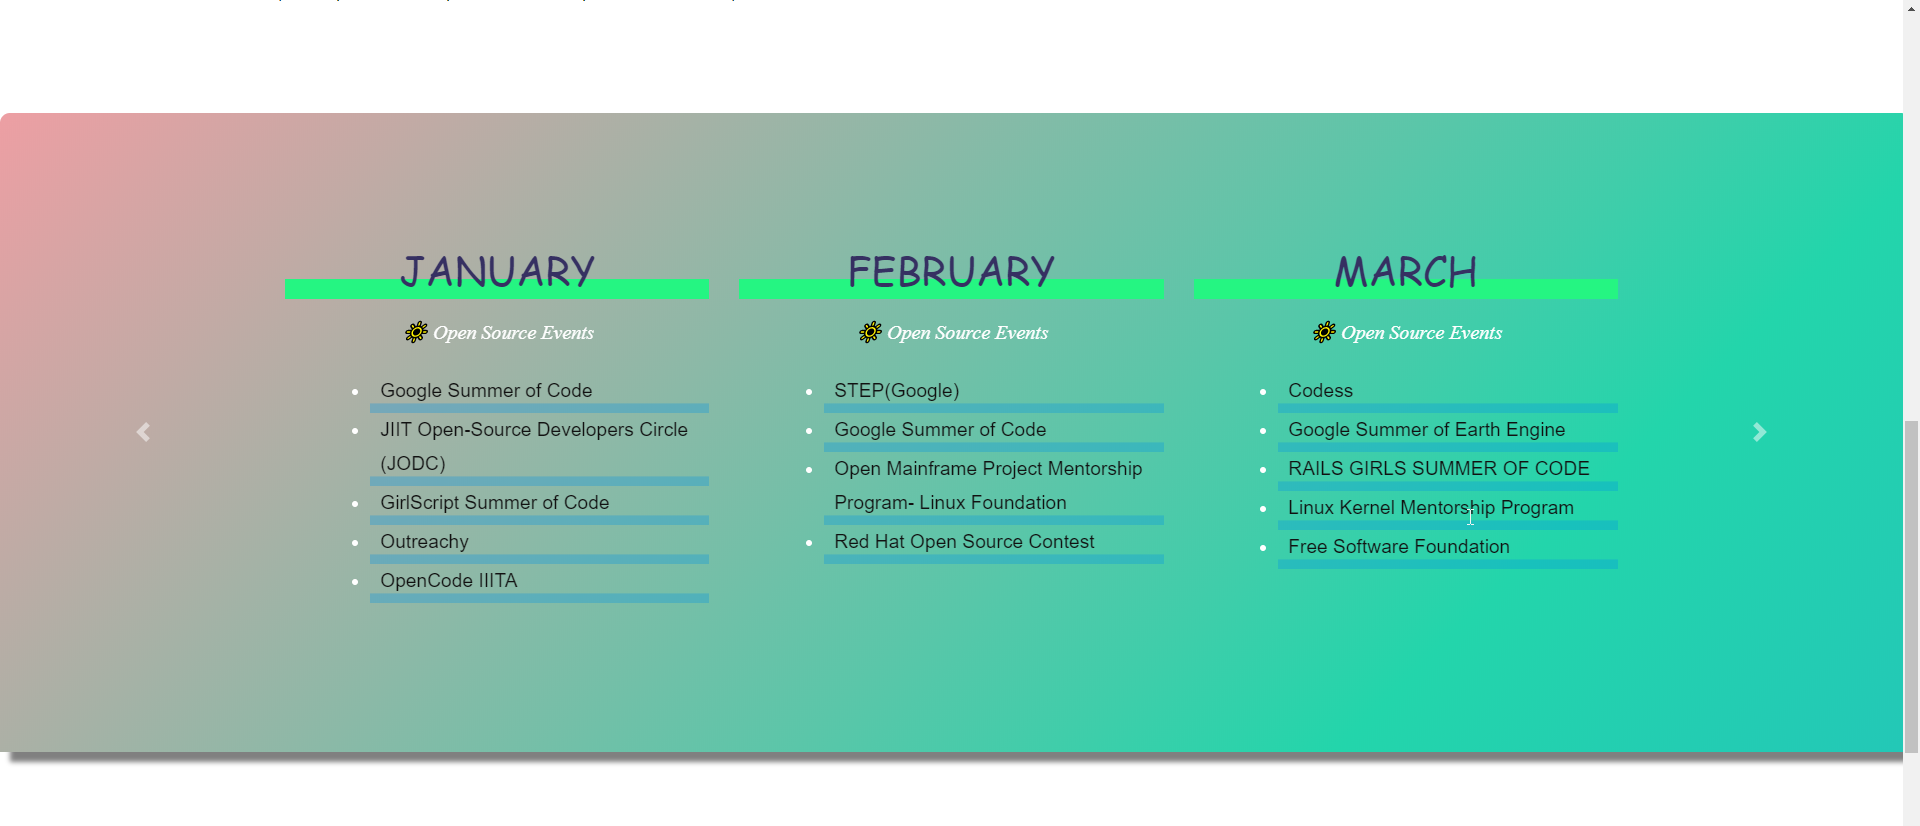 JANUARY
Open Source Events
Google Summer of Code
JIIT Open-Source Developers Circle
(JODC)
GirlScript Summer of Code
Outreachy
OpenCode IIITA
FEBRUARY
Open Source Events
STEP(Google)
Google Summer of Code
Open Mainframe Project Mentorship
Program- Linux Foundation
Red Hat Open Source Contest
MARCH
Open Source Events
Codess
Google Summer of Earth Engine
RAILS GIRLS SUMMER OF CODE
Linux Kernel Mentorship Program
Free Software Foundation